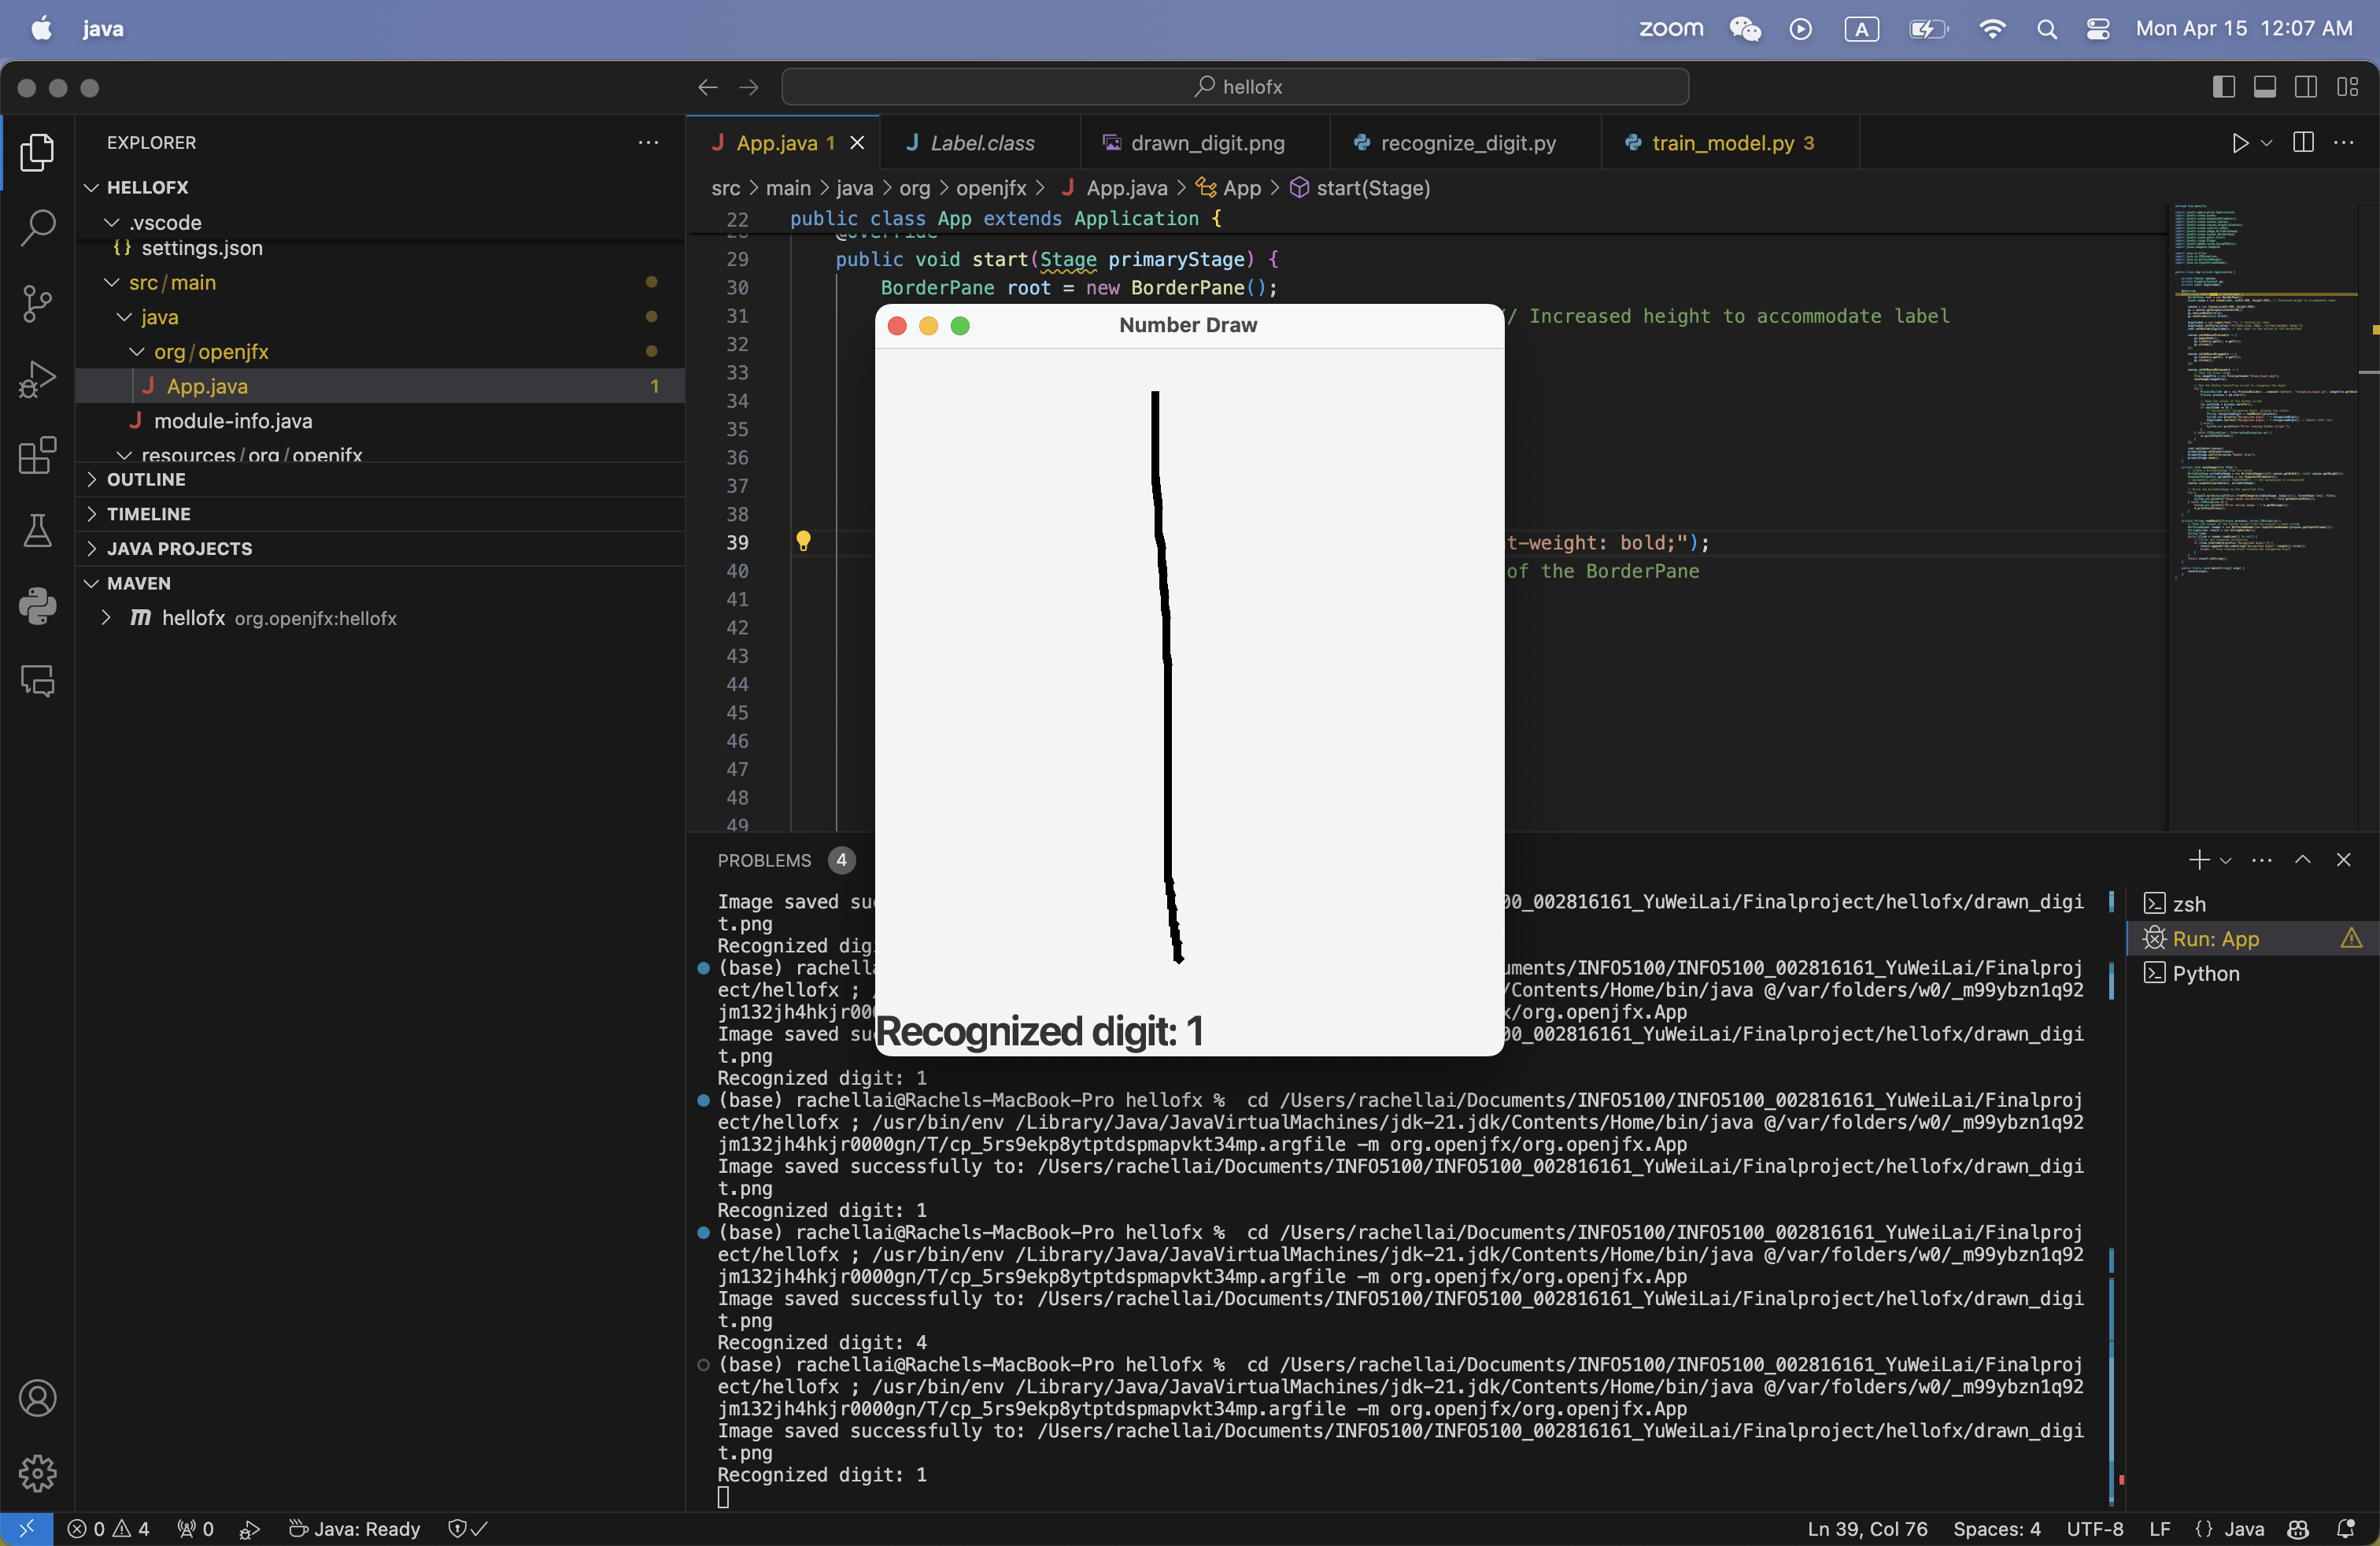 java
zoom
A
Mon Apr 15 12:07 AM
hellofx
EXPLORER
HELLOFX
.vscode
{} settings.json
src/main
java
org/openjfx
J App.java 1
J module-info.java
resources/org/openjfx
OUTLINE
TIMELINE
JAVA PROJECTS
MAVEN
m hellofx org.openjfx:hellofx
J App.java 1
J Label.class
drawn_digit.png
recognize_digit.py
train_model.py 3
src > main > java > org > openjfx > J App.java > App > start(Stage)
22 public class App extends Application {
@Override
29 public void start(Stage primaryStage) {
30 BorderPane root = new BorderPane();
31 / Increased height to accommodate label
32
33
34
35
36
37
38
39 t-weight: bold;");
40 of the BorderPane
41
42
43
44
45
46
47
48
49
Number Draw
Recognized digit: 1
PROBLEMS 4
Image saved su 00_002816161_YuWeiLai/Finalproject/hellofx/drawn_digi
t.png
Recognized dig
(base) rachella uments/INFO5100/INFO5100_002816161_YuWeiLai/Finalproj
ect/hellofx ; / /Contents/Home/bin/java @/var/folders/w0/_m99ybzn1q92
jm132jh4hkjr00 x/org.openjfx.App
Image saved su 00_002816161_YuWeiLai/Finalproject/hellofx/drawn_digi
t.png
Recognized digit: 1
(base) rachellai@Rachels-MacBook-Pro hellofx % cd /Users/rachellai/Documents/INFO5100/INFO5100_002816161_YuWeiLai/Finalproj
ect/hellofx ; /usr/bin/env /Library/Java/JavaVirtualMachines/jdk-21.jdk/Contents/Home/bin/java @/var/folders/w0/_m99ybzn1q92
jm132jh4hkjr0000gn/T/cp_5rs9ekp8ytptdspmapvkt34mp.argfile -m org.openjfx/org.openjfx.App
Image saved successfully to: /Users/rachellai/Documents/INFO5100/INFO5100_002816161_YuWeiLai/Finalproject/hellofx/drawn_digi
t.png
Recognized digit: 1
(base) rachellai@Rachels-MacBook-Pro hellofx % cd /Users/rachellai/Documents/INFO5100/INFO5100_002816161_YuWeiLai/Finalproj
ect/hellofx ; /usr/bin/env /Library/Java/JavaVirtualMachines/jdk-21.jdk/Contents/Home/bin/java @/var/folders/w0/_m99ybzn1q92
jm132jh4hkjr0000gn/T/cp_5rs9ekp8ytptdspmapvkt34mp.argfile -m org.openjfx/org.openjfx.App
Image saved successfully to: /Users/rachellai/Documents/INFO5100/INFO5100_002816161_YuWeiLai/Finalproject/hellofx/drawn_digi
t.png
Recognized digit: 4
(base) rachellai@Rachels-MacBook-Pro hellofx % cd /Users/rachellai/Documents/INFO5100/INFO5100_002816161_YuWeiLai/Finalproj
ect/hellofx ; /usr/bin/env /Library/Java/JavaVirtualMachines/jdk-21.jdk/Contents/Home/bin/java @/var/folders/w0/_m99ybzn1q92
jm132jh4hkjr0000gn/T/cp_5rs9ekp8ytptdspmapvkt34mp.argfile -m org.openjfx/org.openjfx.App
Image saved successfully to: /Users/rachellai/Documents/INFO5100/INFO5100_002816161_YuWeiLai/Finalproject/hellofx/drawn_digi
t.png
Recognized digit: 1
zsh
Run: App
Python
0 4 0 Java: Ready
Ln 39, Col 76 Spaces: 4 UTF-8 LF {} Java